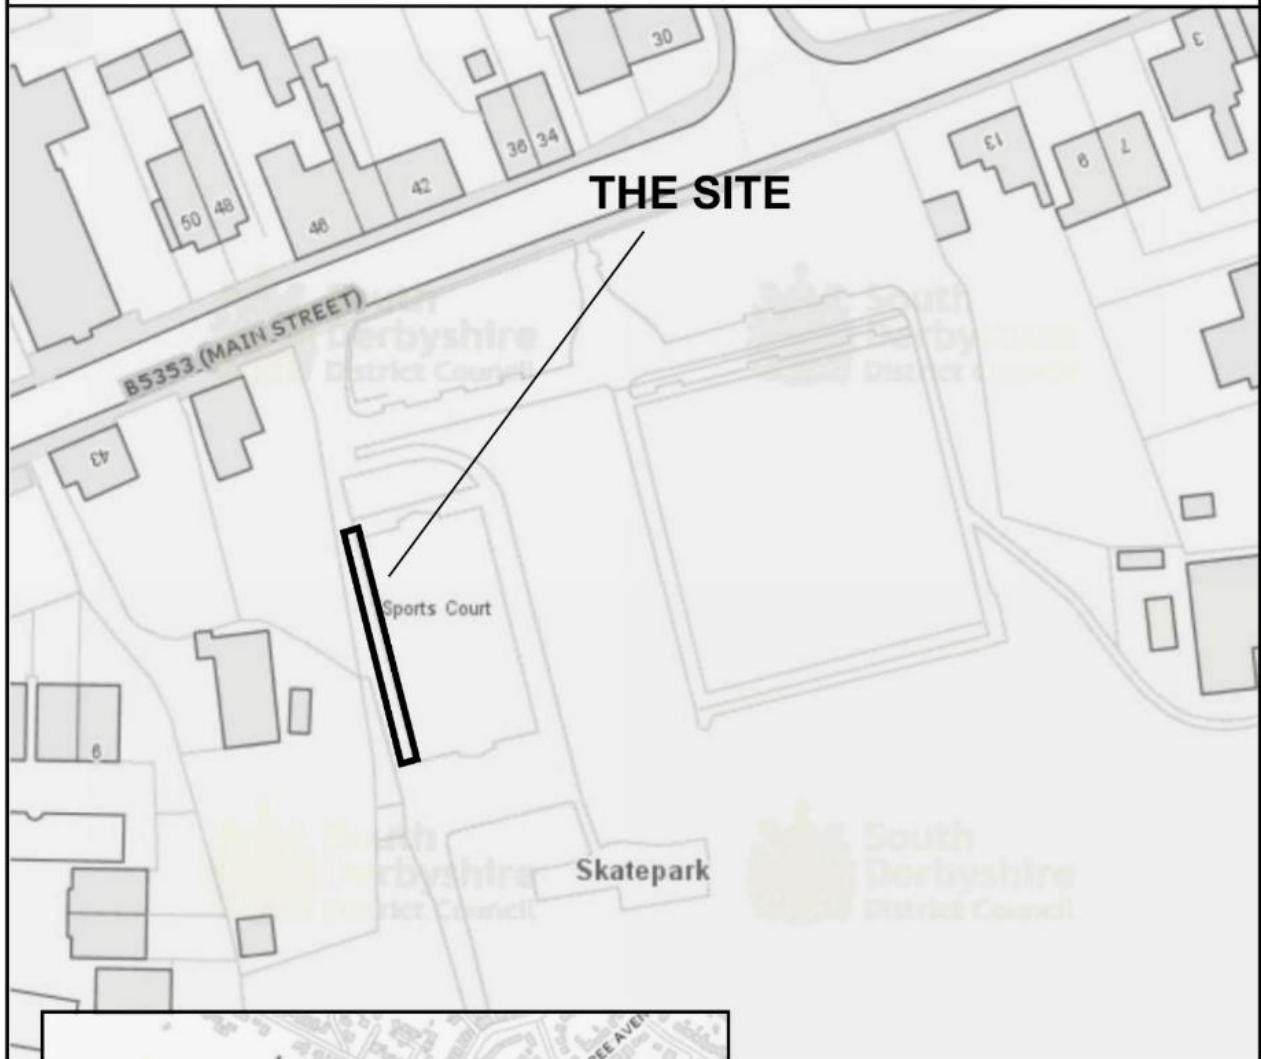 30
3
36
34
13
9
7
42
50
48
46
THE SITE
B5353 (MAIN STREET)
South
Derbyshire
District Council
South
Derbyshire
District Council
43
Sports Court
6
South
Derbyshire
District Council
South
Derbyshire
District Council
Skatepark